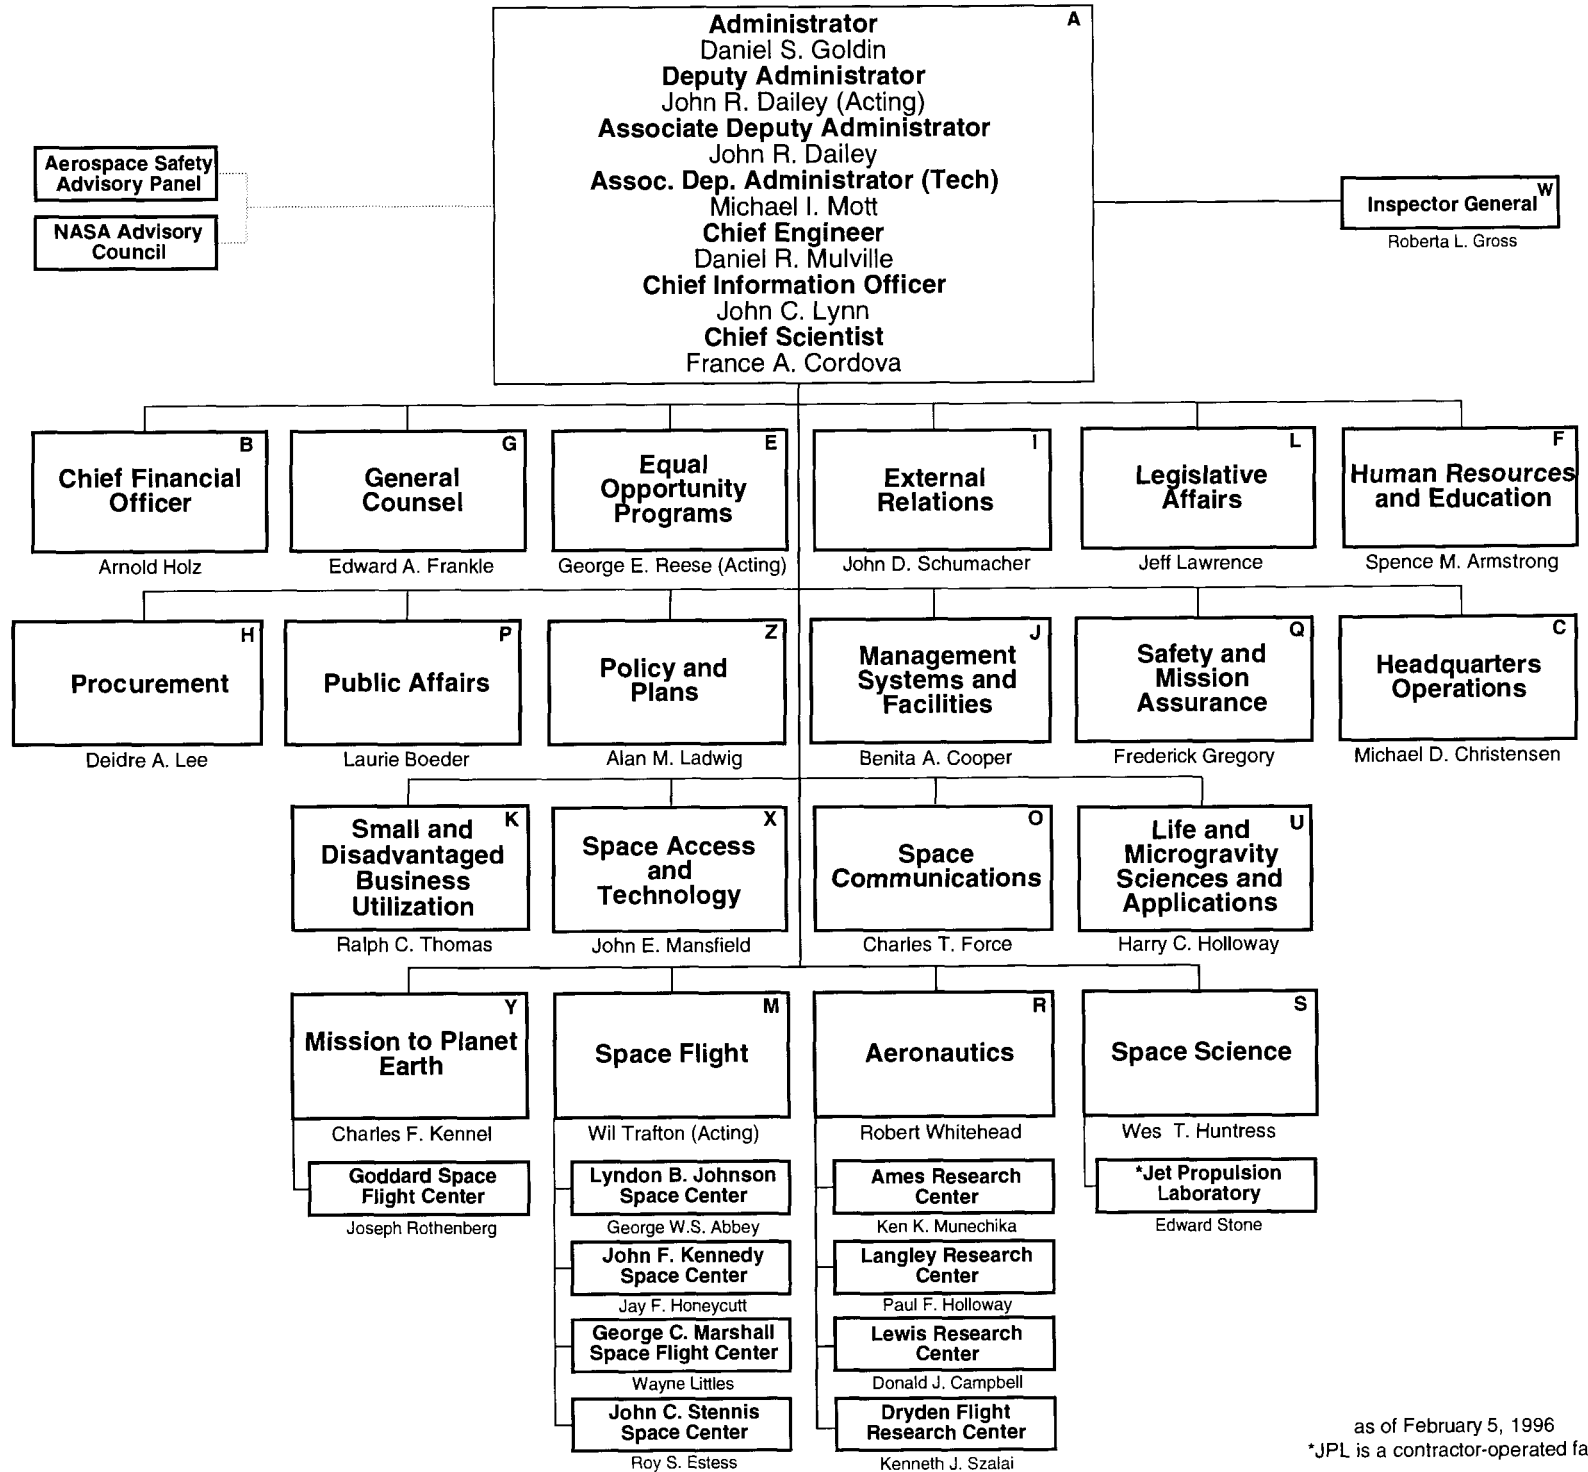 A
Administrator
Daniel S. Goldin
Deputy Administrator
John R. Dailey (Acting)
Associate Deputy Administrator
John R. Dailey
Assoc. Dep. Administrator (Tech)
Michael I. Mott
Chief Engineer
Daniel R. Mulville
Chief Information Officer
John C. Lynn
Chief Scientist
France A. Cordova
Aerospace Safety
Advisory Panel
NASA Advisory
Council
W
Inspector General
Roberta L. Gross
B
Chief Financial
Officer
Arnold Holz
G
General
Counsel
Edward A. Frankle
E
Equal
Opportunity
Programs
George E. Reese (Acting)
I
External
Relations
John D. Schumacher
L
Legislative
Affairs
Jeff Lawrence
F
Human Resources
and Education
Spence M. Armstrong
H
Procurement
Deidre A. Lee
P
Public Affairs
Laurie Boeder
Z
Policy and
Plans
Alan M. Ladwig
J
Management
Systems and
Facilities
Benita A. Cooper
Q
Safety and
Mission
Assurance
Frederick Gregory
C
Headquarters
Operations
Michael D. Christensen
K
Small and
Disadvantaged
Business
Utilization
Ralph C. Thomas
X
Space Access
and
Technology
John E. Mansfield
O
Space
Communications
Charles T. Force
U
Life and
Microgravity
Sciences and
Applications
Harry C. Holloway
Y
Mission to Planet
Earth
Charles F. Kennel
Goddard Space
Flight Center
Joseph Rothenberg
M
Space Flight
Wil Trafton (Acting)
Lyndon B. Johnson
Space Center
George W.S. Abbey
John F. Kennedy
Space Center
Jay F. Honeycutt
George C. Marshall
Space Flight Center
Wayne Littles
John C. Stennis
Space Center
Roy S. Estess
R
Aeronautics
Robert Whitehead
Ames Research
Center
Ken K. Munechika
Langley Research
Center
Paul F. Holloway
Lewis Research
Center
Donald J. Campbell
Dryden Flight
Research Center
Kenneth J. Szalai
S
Space Science
Wes T. Huntress
*Jet Propulsion
Laboratory
Edward Stone
as of February 5, 1996
*JPL is a contractor-operated fa